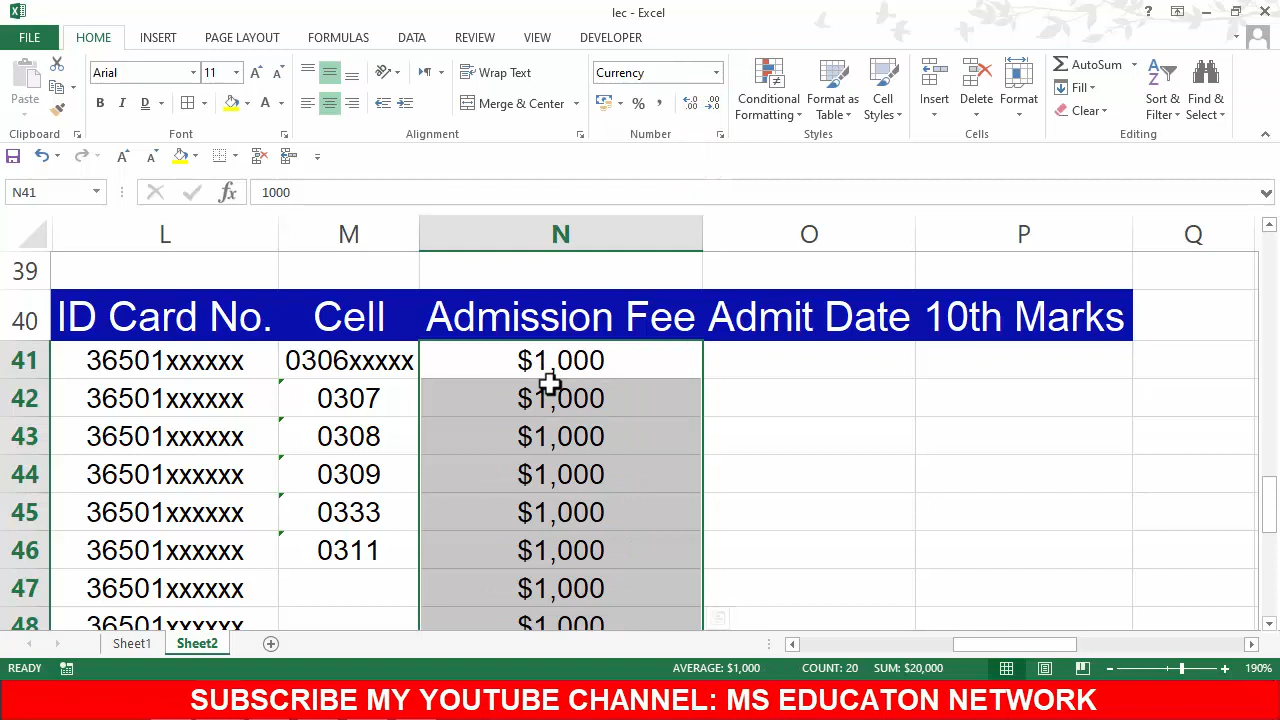 lec - Excel
FILE HOME INSERT PAGE LAYOUT FORMULAS DATA REVIEW VIEW DEVELOPER
Paste
Arial 11
B I D A
Wrap Text
Merge & Center
Currency
%
Conditional Formatting
Format as Table
Cell Styles
Insert Delete Format
AutoSum
Fill
Clear
Sort & Filter
Find & Select
Clipboard Font Alignment Number Styles Cells Editing
N41 fx 1000
L M N O P Q
39
40 ID Card No. Cell Admission Fee Admit Date 10th Marks
41 36501xxxxxx 0306xxxxx $1,000
42 36501xxxxxx 0307 $1,000
43 36501xxxxxx 0308 $1,000
44 36501xxxxxx 0309 $1,000
45 36501xxxxxx 0333 $1,000
46 36501xxxxxx 0311 $1,000
47 36501xxxxxx $1,000
48 36501xxxxxx $1,000
Sheet1 Sheet2
READY AVERAGE: $1,000 COUNT: 20 SUM: $20,000 190%
SUBSCRIBE MY YOUTUBE CHANNEL: MS EDUCATON NETWORK